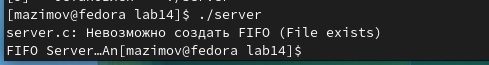 [mazimov@fedora lab14]$ ./server
server.c: Невозможно создать FIFO (File exists)
FIFO Server…An[mazimov@fedora lab14]$